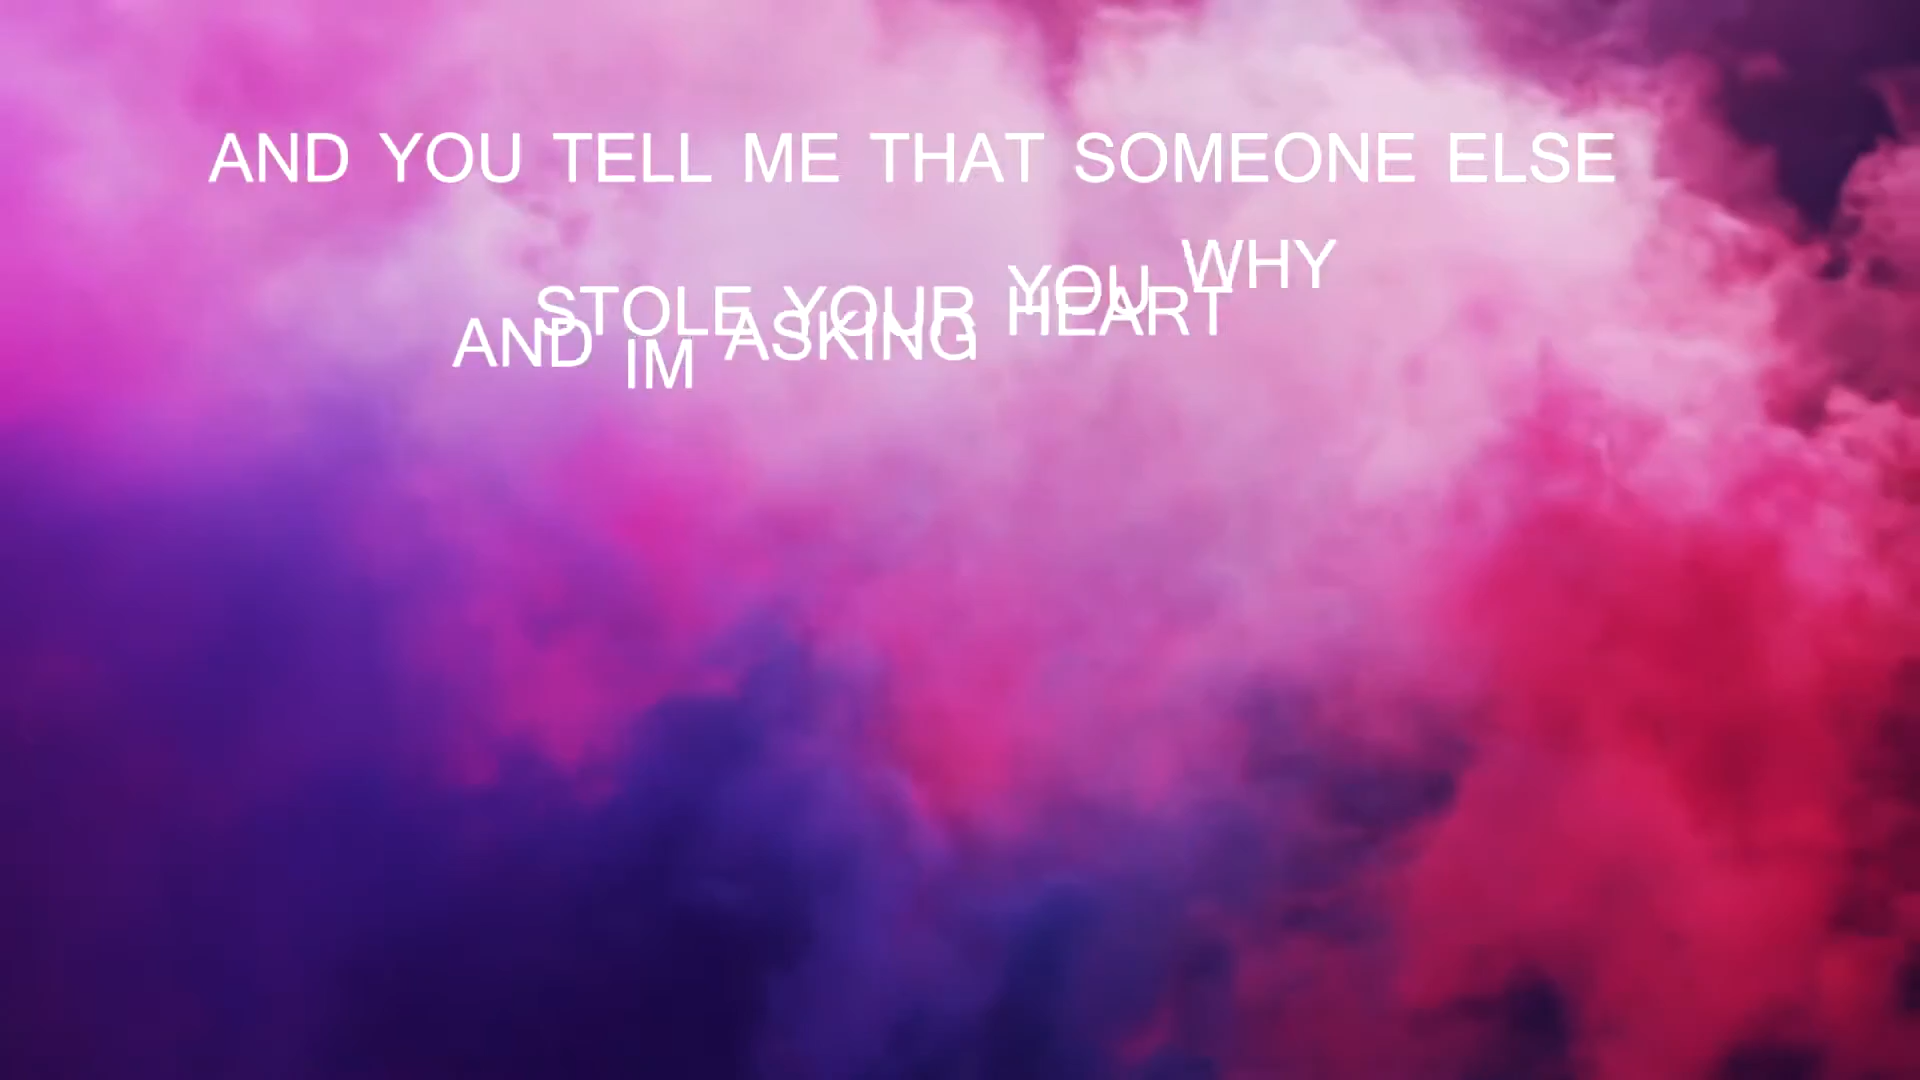 AND YOU TELL ME THAT SOMEONE ELSE
STOLE YOUR HEART
AND IM ASKING YOU WHY